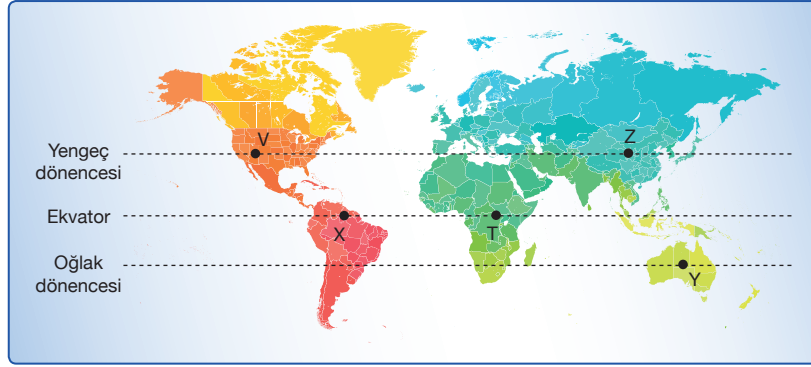 V
Z
Yengeç
dönencesi
Ekvator
X
T
Oğlak
dönencesi
Y